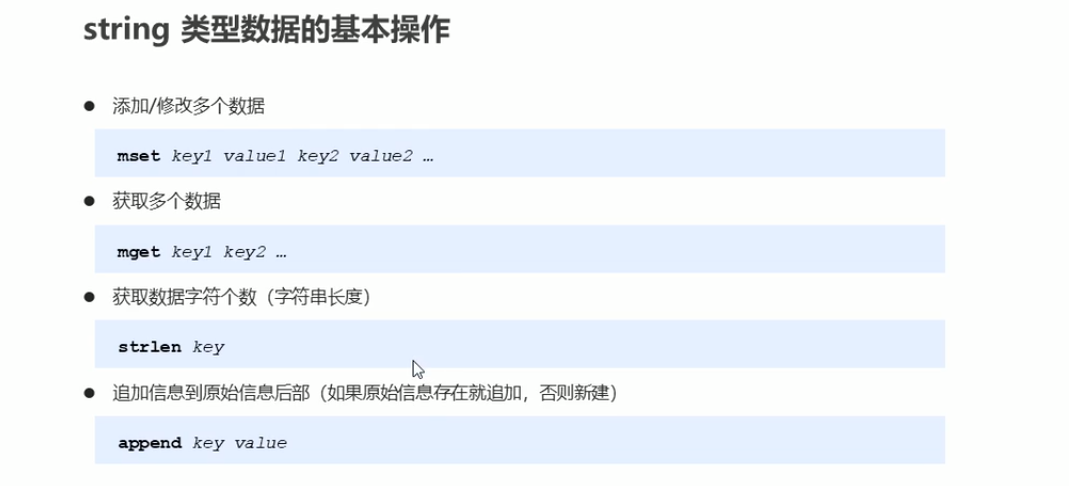 string 类型数据的基本操作
● 添加/修改多个数据
mset key1 value1 key2 value2 …
● 获取多个数据
mget key1 key2 …
● 获取数据字符个数（字符串长度）
strlen key
● 追加信息到原始信息后部（如果原始信息存在就追加，否则新建）
append key value